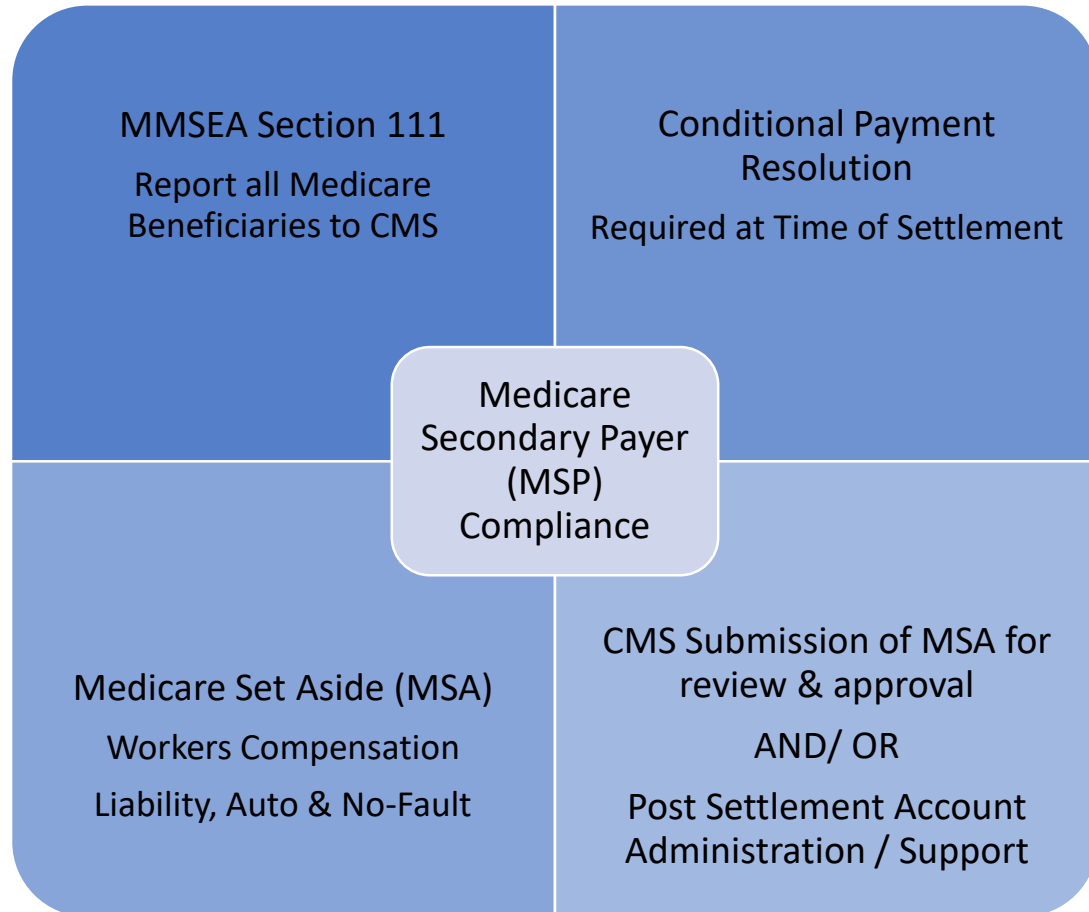 MMSEA Section 111
Report all Medicare
Beneficiaries to CMS
Conditional Payment
Resolution
Required at Time of Settlement
Medicare
Secondary Payer
(MSP)
Compliance
Medicare Set Aside (MSA)
Workers Compensation
Liability, Auto & No-Fault
CMS Submission of MSA for
review & approval
AND/ OR
Post Settlement Account
Administration / Support